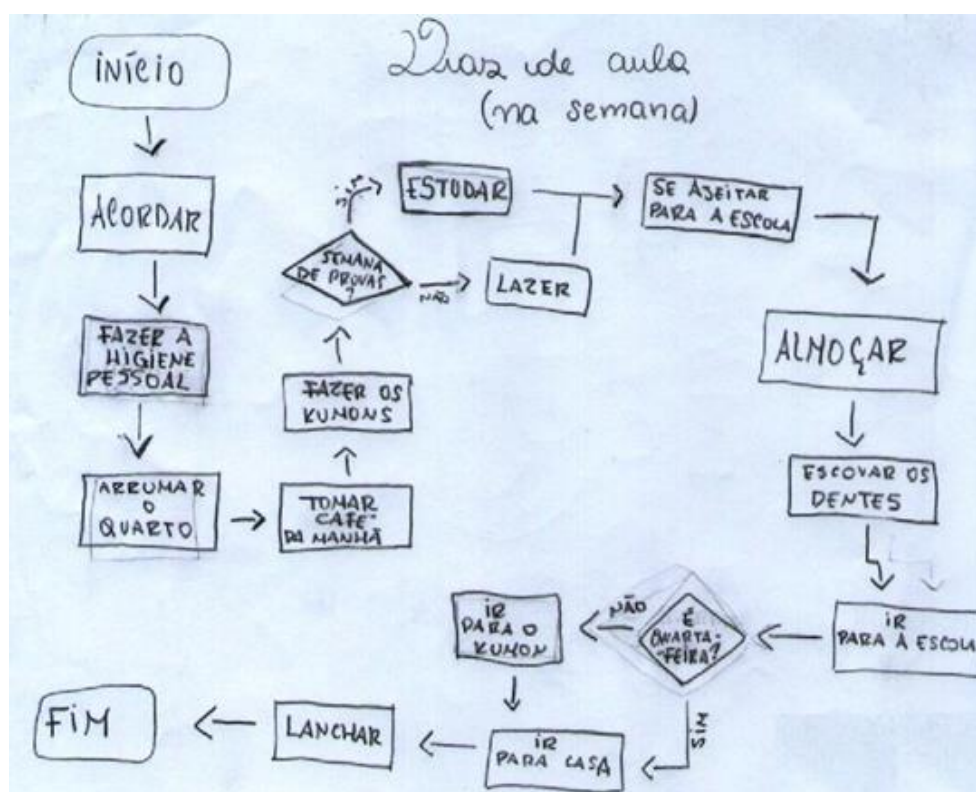 Dias de aula
(na semana)
INÍCIO
ACORDAR
FAZER A
HIGIENE
PESSOAL
ARRUMAR
O
QUARTO
TOMAR
CAFÉ
DA MANHÃ
FAZER OS
KUMONS
SEMANA
DE PROVAS
?
SIM
ESTUDAR
NÃO
LAZER
SE AJEITAR
PARA A ESCOLA
ALMOÇAR
ESCOVAR OS
DENTES
IR
PARA A ESCOLA
É
QUARTA-
-FEIRA?
NÃO
IR
PARA O
KUMON
SIM
IR
PARA CASA
LANCHAR
FIM